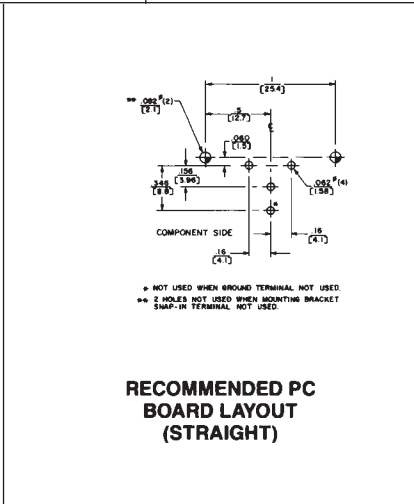 1
[25.4]
** .082ø(2)
[2.1]
.5
[12.7]
.060
[1.5]
.156
[3.96]
.346
[8.8]
.062ø(4)
[1.58]
*
COMPONENT SIDE
.16
[4.1]
.16
[4.1]
* NOT USED WHEN GROUND TERMINAL NOT USED.
** 2 HOLES NOT USED WHEN MOUNTING BRACKET
SNAP-IN TERMINAL NOT USED.
RECOMMENDED PC
BOARD LAYOUT
(STRAIGHT)